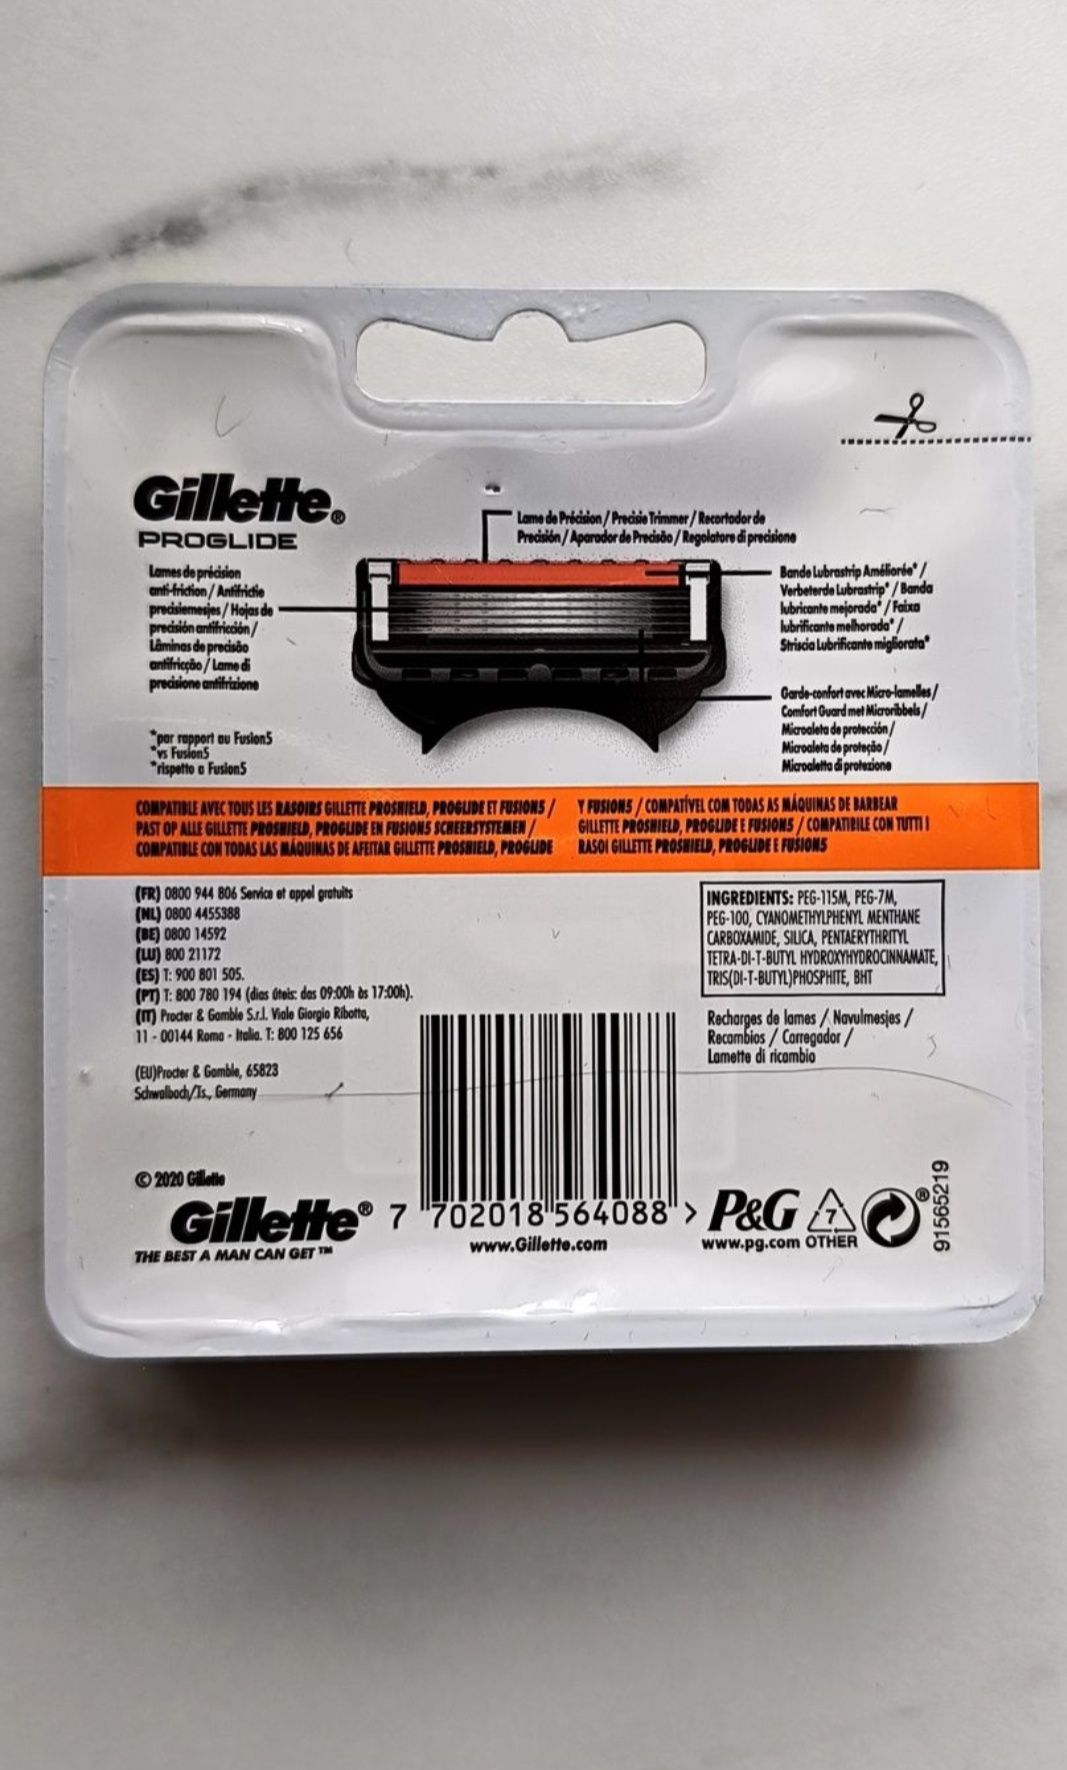 Gillette®
PROGLIDE
Lame de Précision / Precisie Trimmer / Recortador de
Precisión / Aparador de Precisão / Regolatore di precisione
Lames de précision
anti-friction / Antifrictie
precisiemesjes / Hojas de
precisión antifricción /
Lâminas de precisão
antifricção / Lame di
precisione antifrizione
Bande Lubrastrip Améliorée* /
Verbeterde Lubrastrip* / Banda
lubricante mejorada* / Faixa
lubrificante melhorada* /
Striscia Lubrificante migliorata*
Garde-confort avec Micro-lamelles /
Comfort Guard met Microribbels /
Microaleta de protección /
Microaleta de proteção /
Microaletta di protezione
*par rapport au Fusion5
*vs Fusion5
*rispetto a Fusion5
COMPATIBLE AVEC TOUS LES RASOIRS GILLETTE PROSHIELD, PROGLIDE ET FUSION5 /
PAST OP ALLE GILLETTE PROSHIELD, PROGLIDE EN FUSION5 SCHEERSYSTEMEN /
COMPATIBLE CON TODAS LAS MÁQUINAS DE AFEITAR GILLETTE PROSHIELD, PROGLIDE
Y FUSION5 / COMPATÍVEL COM TODAS AS MÁQUINAS DE BARBEAR
GILLETTE PROSHIELD, PROGLIDE E FUSION5 / COMPATIBILE CON TUTTI I
RASOI GILLETTE PROSHIELD, PROGLIDE E FUSION5
(FR) 0800 944 806 Service et appel gratuits
(NL) 0800 4455388
(BE) 0800 14592
(LU) 800 21172
(ES) T: 900 801 505.
(PT) T: 800 780 194 (dias úteis: das 09:00h às 17:00h).
(IT) Procter & Gamble S.r.l. Viale Giorgio Ribotta,
11 - 00144 Roma - Italia. T: 800 125 656
(EU)Procter & Gamble, 65823
Schwalbach/Ts., Germany
INGREDIENTS: PEG-115M, PEG-7M,
PEG-100, CYANOMETHYLPHENYL MENTHANE
CARBOXAMIDE, SILICA, PENTAERYTHRITYL
TETRA-DI-T-BUTYL HYDROXYHYDROCINNAMATE,
TRIS(DI-T-BUTYL)PHOSPHITE, BHT
Recharges de lames / Navulmesjes /
Recambios / Carregador /
Lamette di ricambio
© 2020 Gillette
Gillette®
THE BEST A MAN CAN GET™
7 702018 564088 >
www.Gillette.com
P&G
www.pg.com
7
OTHER
®
91565219